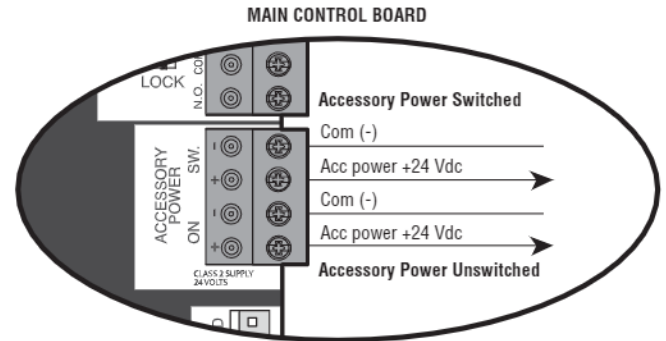 MAIN CONTROL BOARD
LOCK
N.O.
Accessory Power Switched
Com (-)
Acc power +24 Vdc
Com (-)
Acc power +24 Vdc
Accessory Power Unswitched
ACCESSORY
POWER
SW.
ON
-
+
-
+
CLASS 2 SUPPLY
24 VOLTS